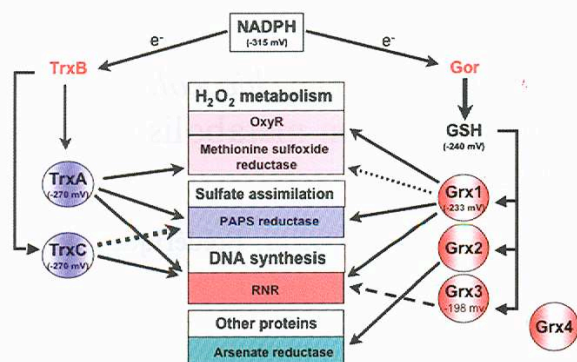 NADPH
(-315 mV)
e-
e-
TrxB
Gor
H2O2 metabolism
OxyR
Methionine sulfoxide
reductase
GSH
(-240 mV)
TrxA
(-270 mV)
Sulfate assimilation
PAPS reductase
Grx1
(-233 mV)
TrxC
(-270 mV)
DNA synthesis
RNR
Grx2
Grx3
-198 mV
Other proteins
Arsenate reductase
Grx4